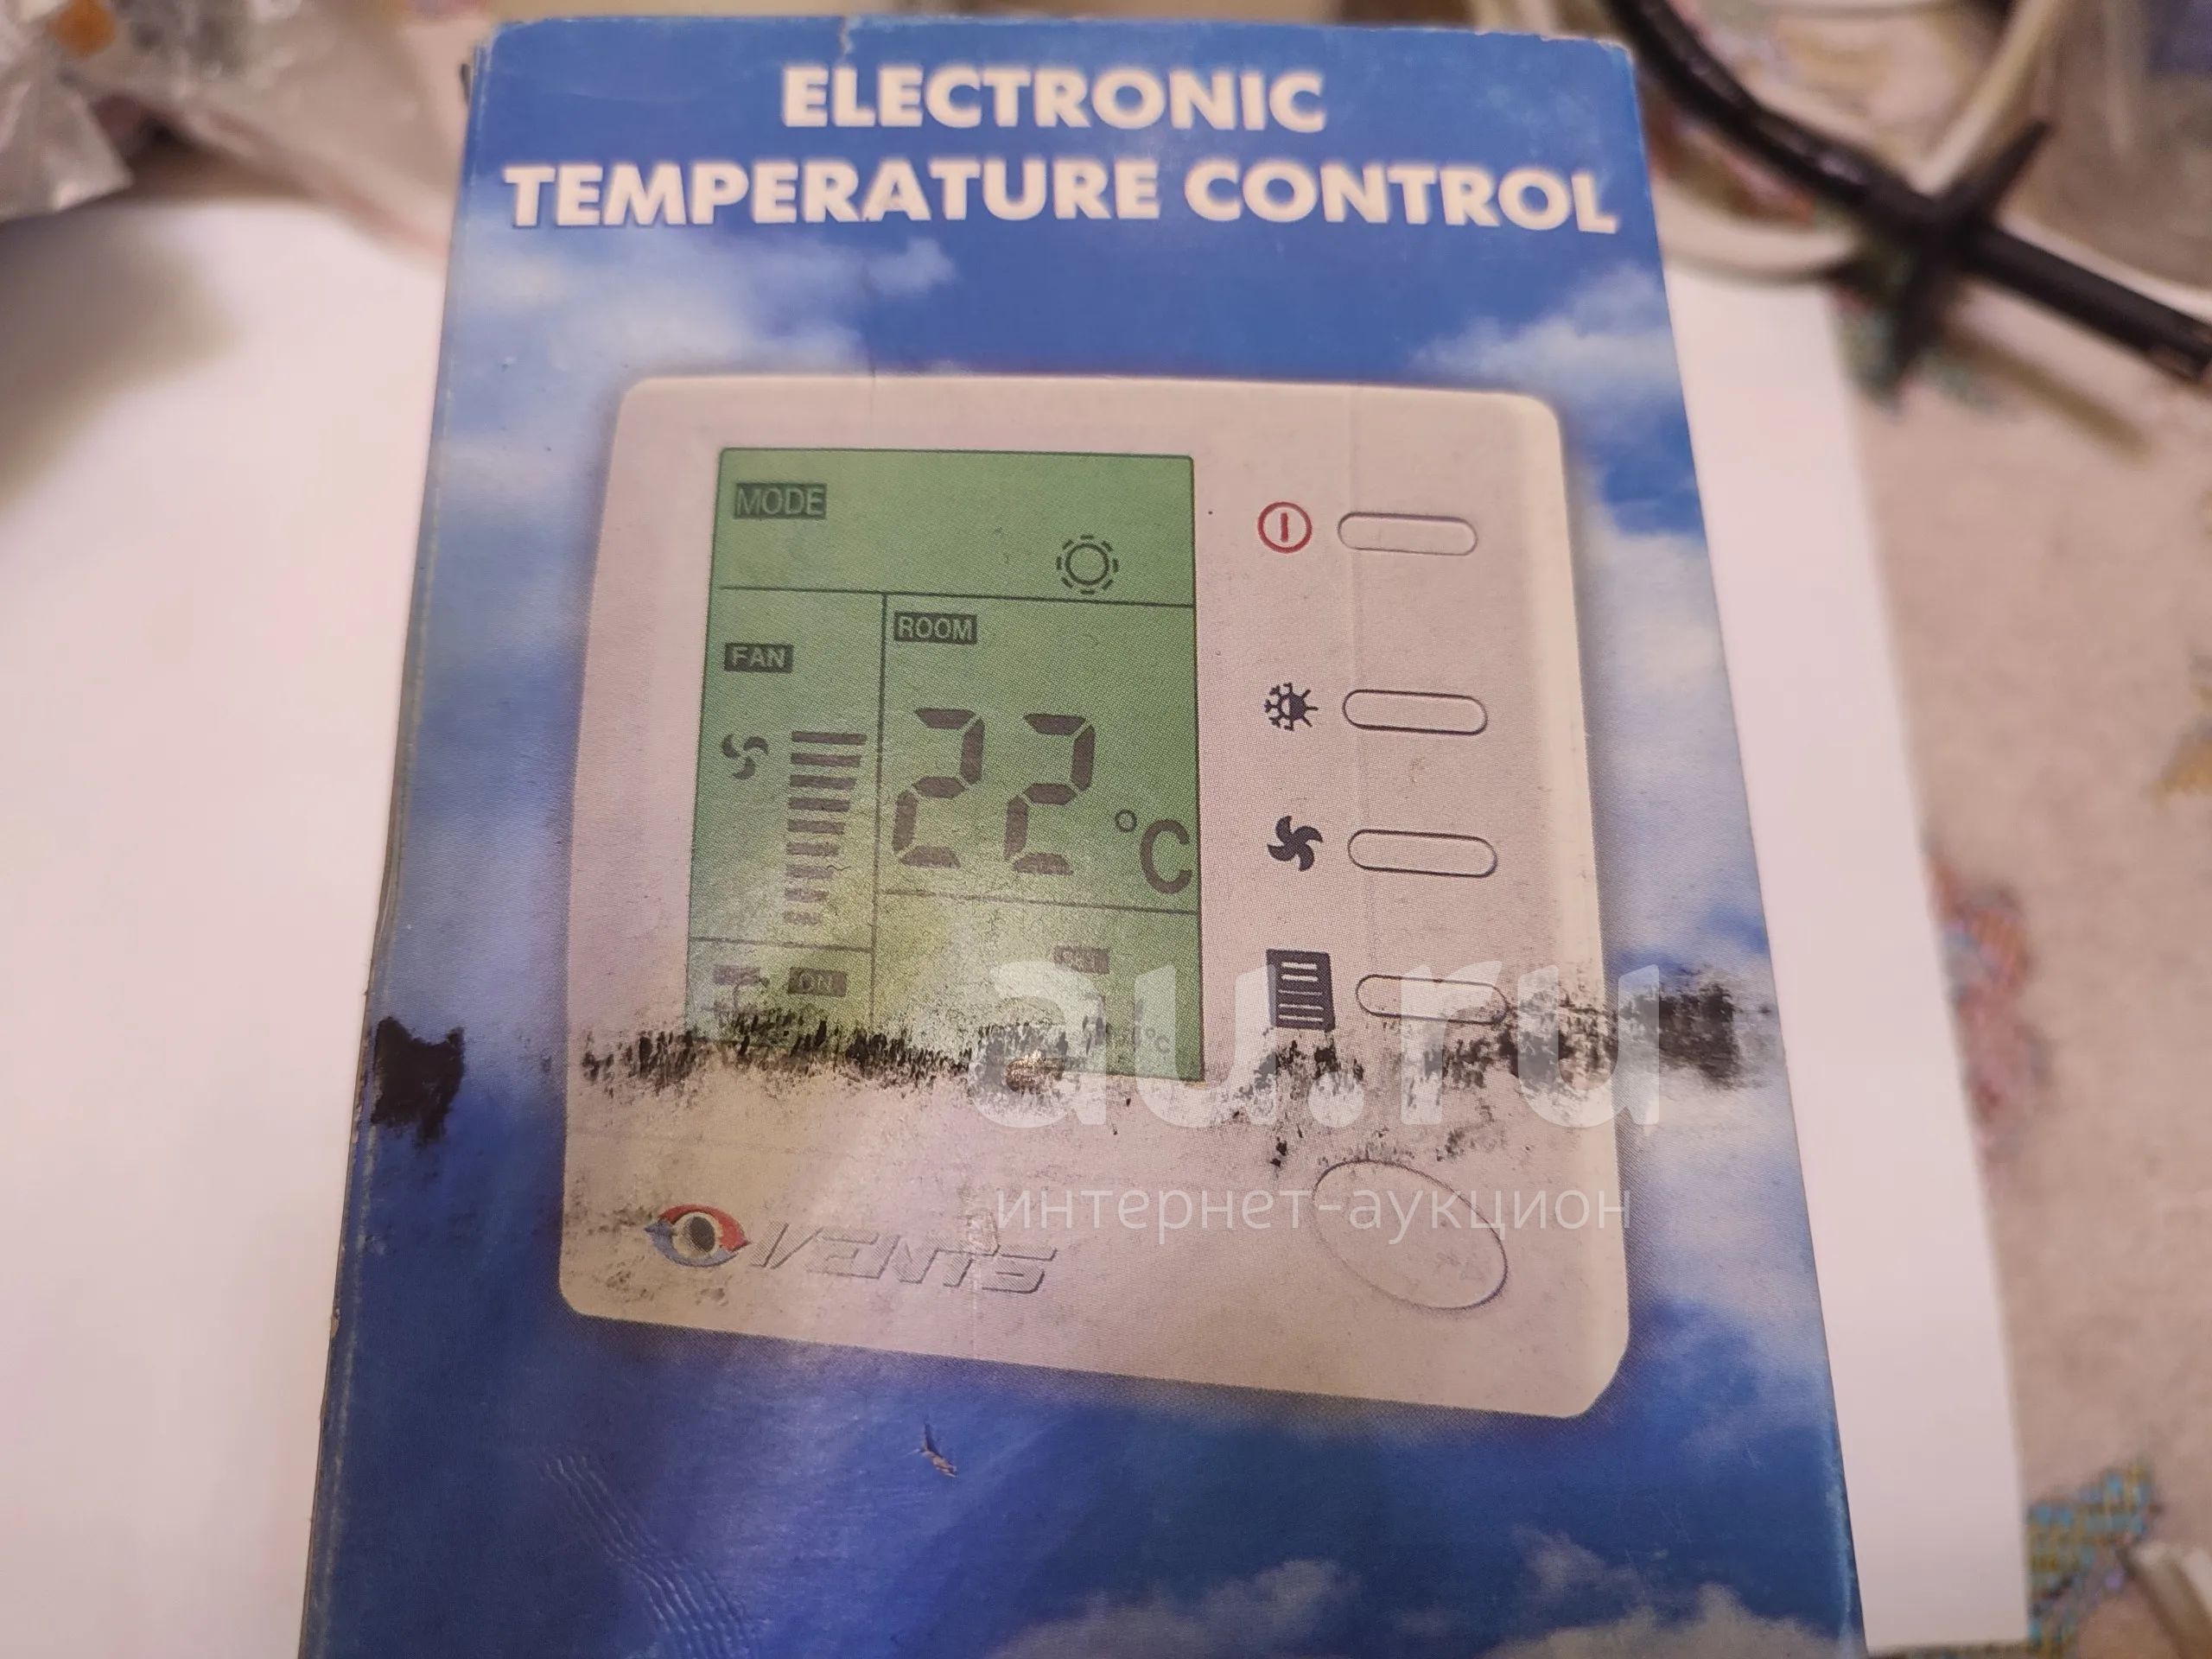 ELECTRONIC
TEMPERATURE CONTROL
MODE
ROOM
FAN
22 °C
ON
°C
au.ru
интернет-аукцион
VENTS